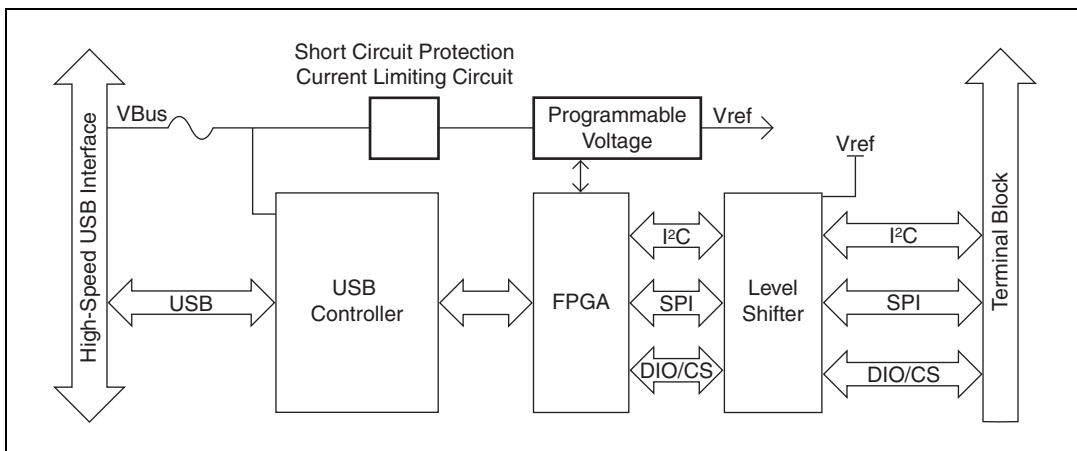 Short Circuit Protection
Current Limiting Circuit
VBus
Programmable
Voltage
Vref
Vref
High-Speed USB Interface
USB
USB
Controller
FPGA
I²C
SPI
DIO/CS
Level
Shifter
I²C
SPI
DIO/CS
Terminal Block